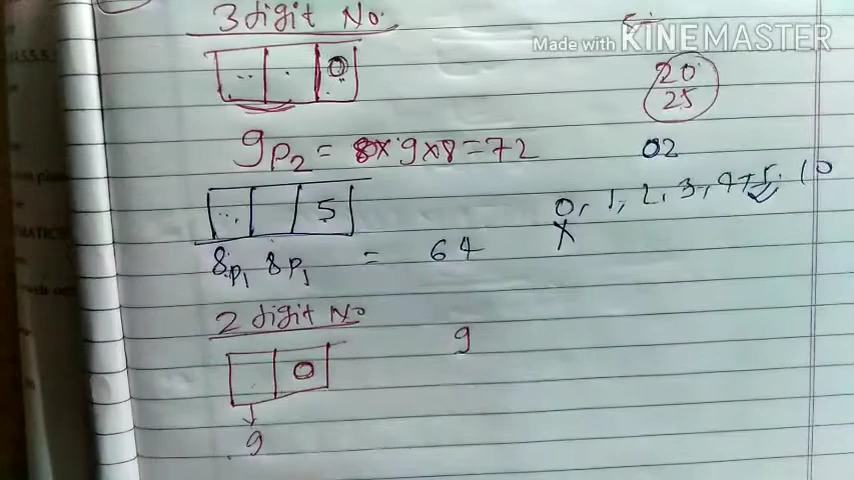 3 digit No.
Made with KINEMASTER
0
20
25
9P2 = 8x 9x8 = 72
02
5
0, 1, 2, 3, 4
10
X
8P1 8P1 = 64
2 digit No
9
0
9